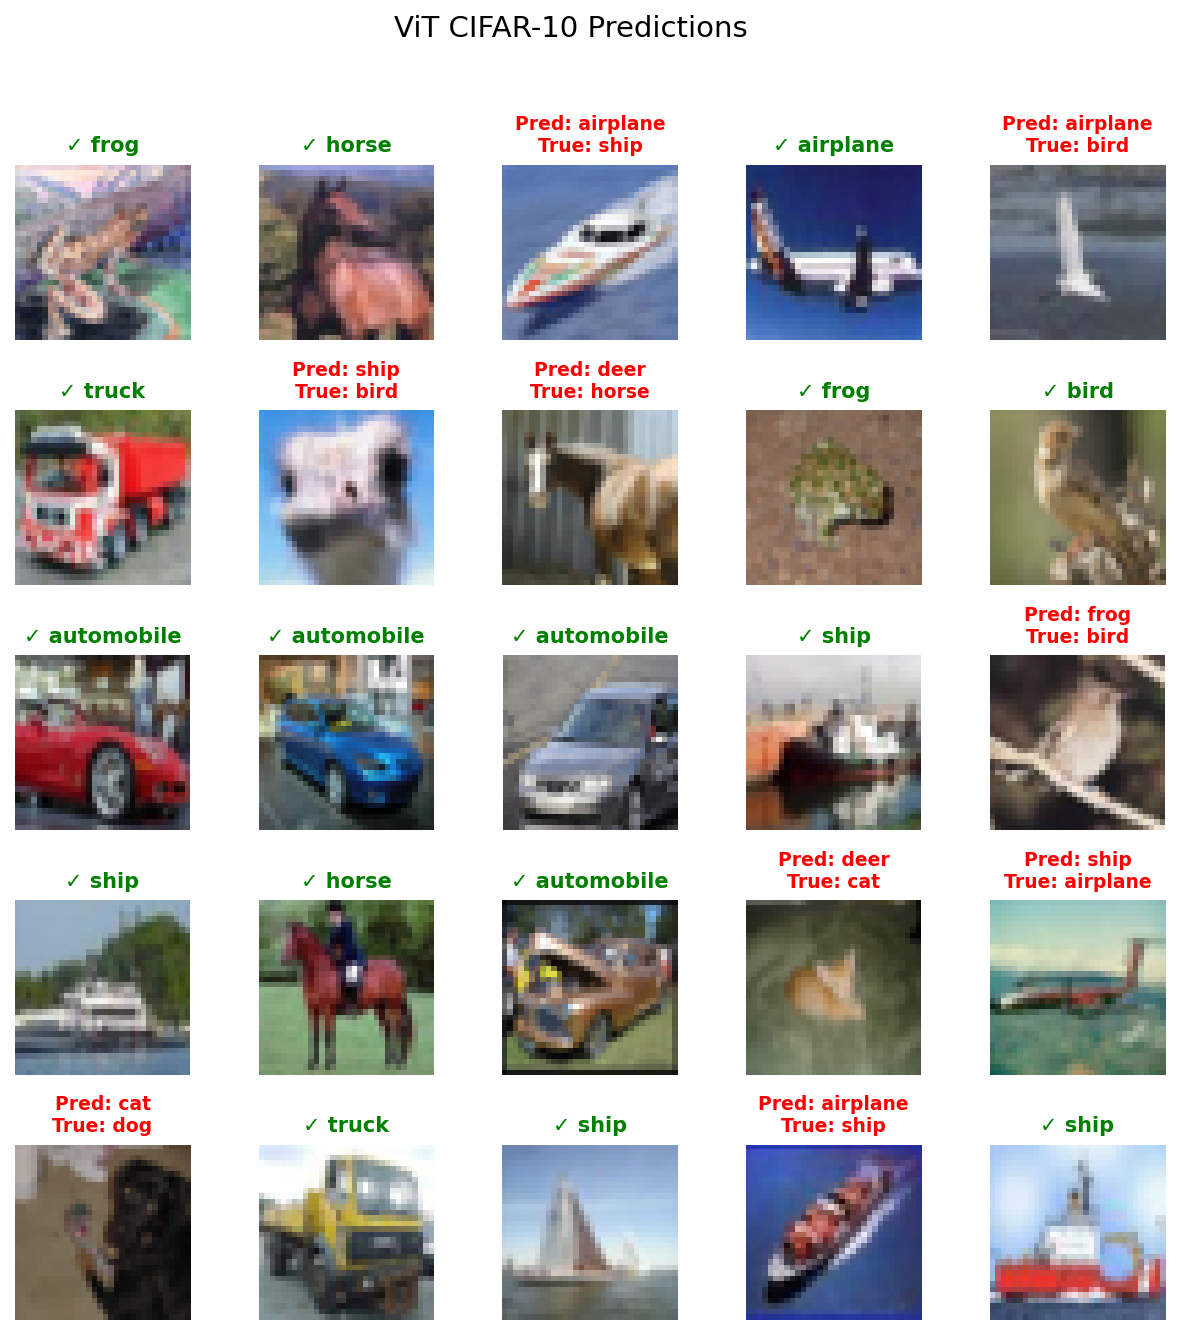 ViT CIFAR-10 Predictions
✓ frog
✓ horse
Pred: airplane
True: ship
✓ airplane
Pred: airplane
True: bird
✓ truck
Pred: ship
True: bird
Pred: deer
True: horse
✓ frog
✓ bird
✓ automobile
✓ automobile
✓ automobile
✓ ship
Pred: frog
True: bird
✓ ship
✓ horse
✓ automobile
Pred: deer
True: cat
Pred: ship
True: airplane
Pred: cat
True: dog
✓ truck
✓ ship
Pred: airplane
True: ship
✓ ship